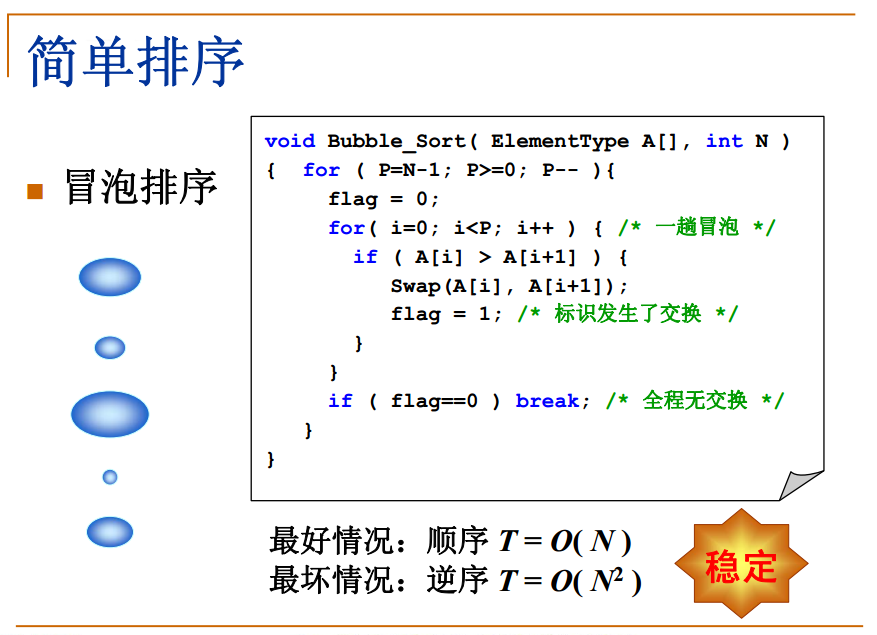 简单排序
冒泡排序
void Bubble_Sort( ElementType A[], int N )
{ for ( P=N-1; P>=0; P-- ){
flag = 0;
for( i=0; i<P; i++ ) { /* 一趟冒泡 */
if ( A[i] > A[i+1] ) {
Swap(A[i], A[i+1]);
flag = 1; /* 标识发生了交换 */
}
}
if ( flag==0 ) break; /* 全程无交换 */
}
}
最好情况：顺序 T = O( N )
最坏情况：逆序 T = O( N² )
稳定